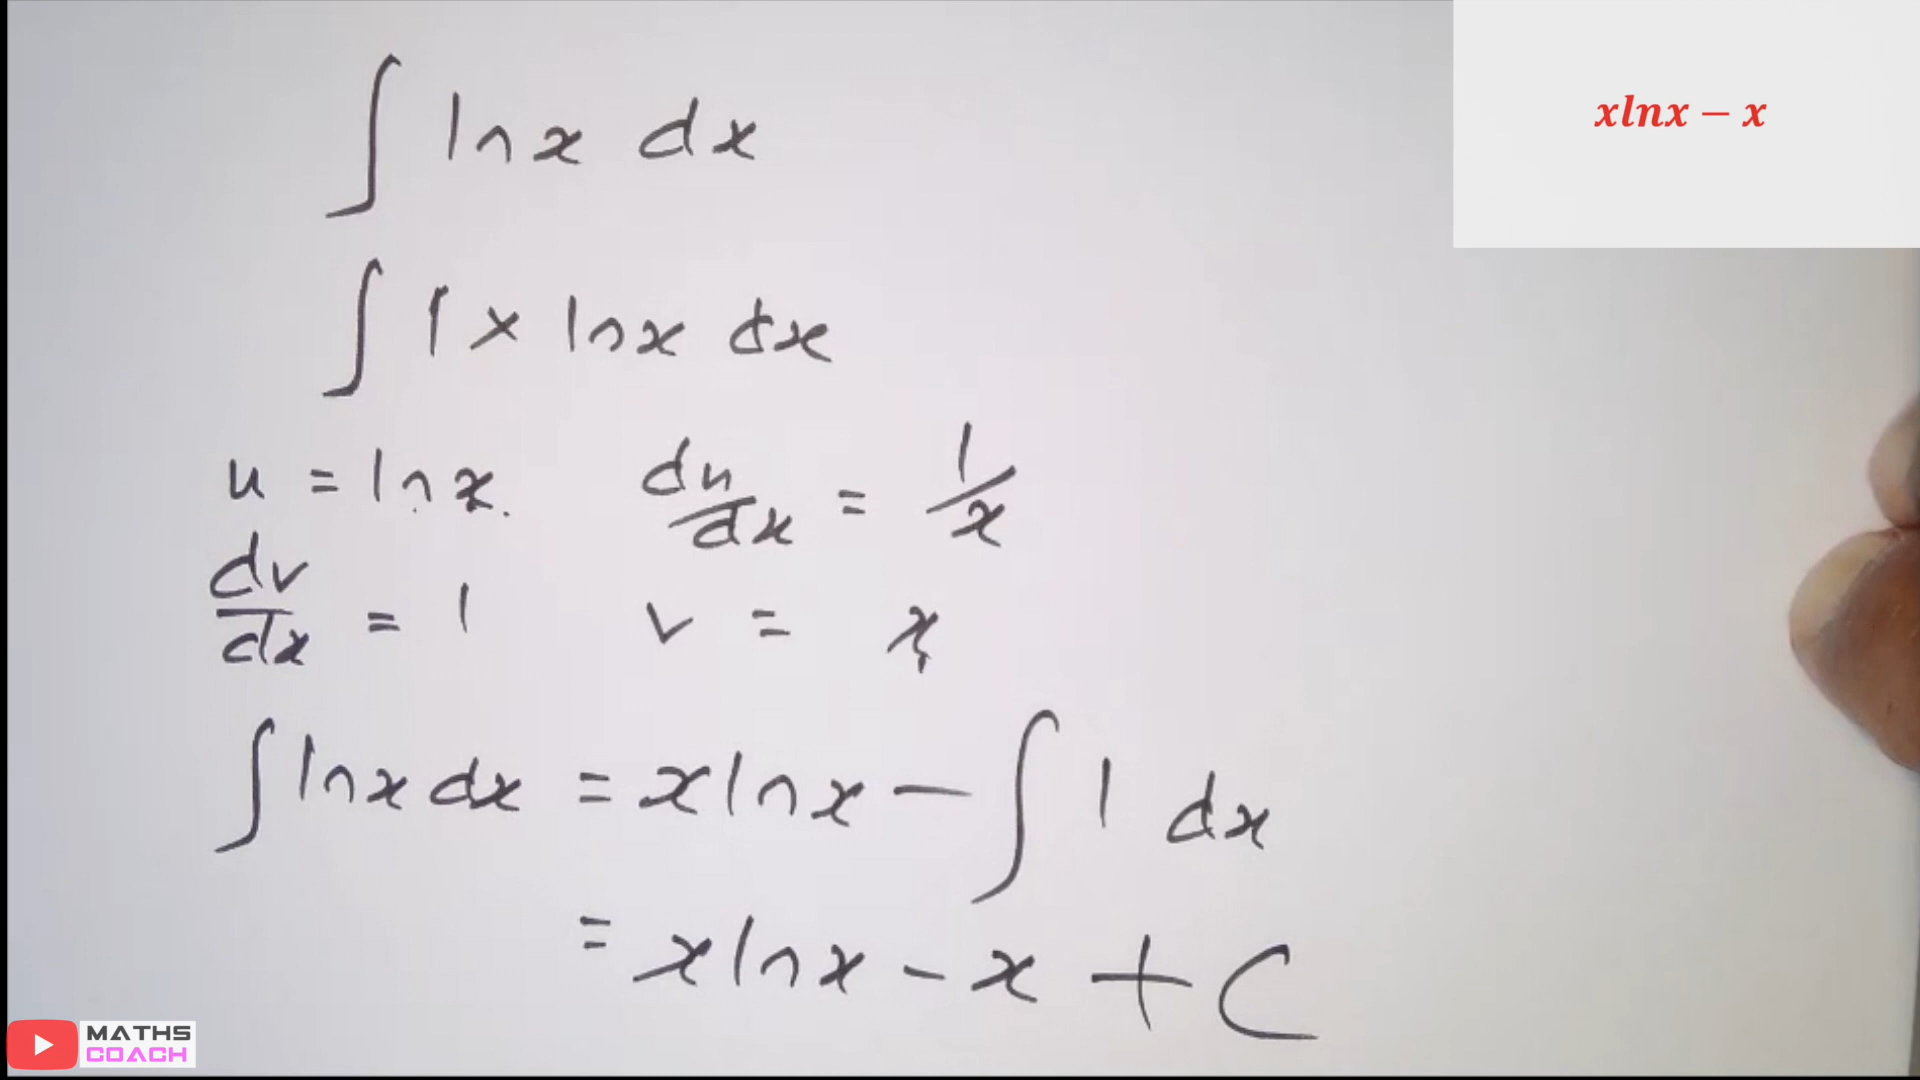 ∫ ln x dx
xlnx − x
∫ 1 × ln x dx
u = ln x. du/dx = 1/x
dv/dx = 1 v = x
∫ ln x dx = x ln x − ∫ 1 dx
= x ln x − x + C
MATHS
COACH